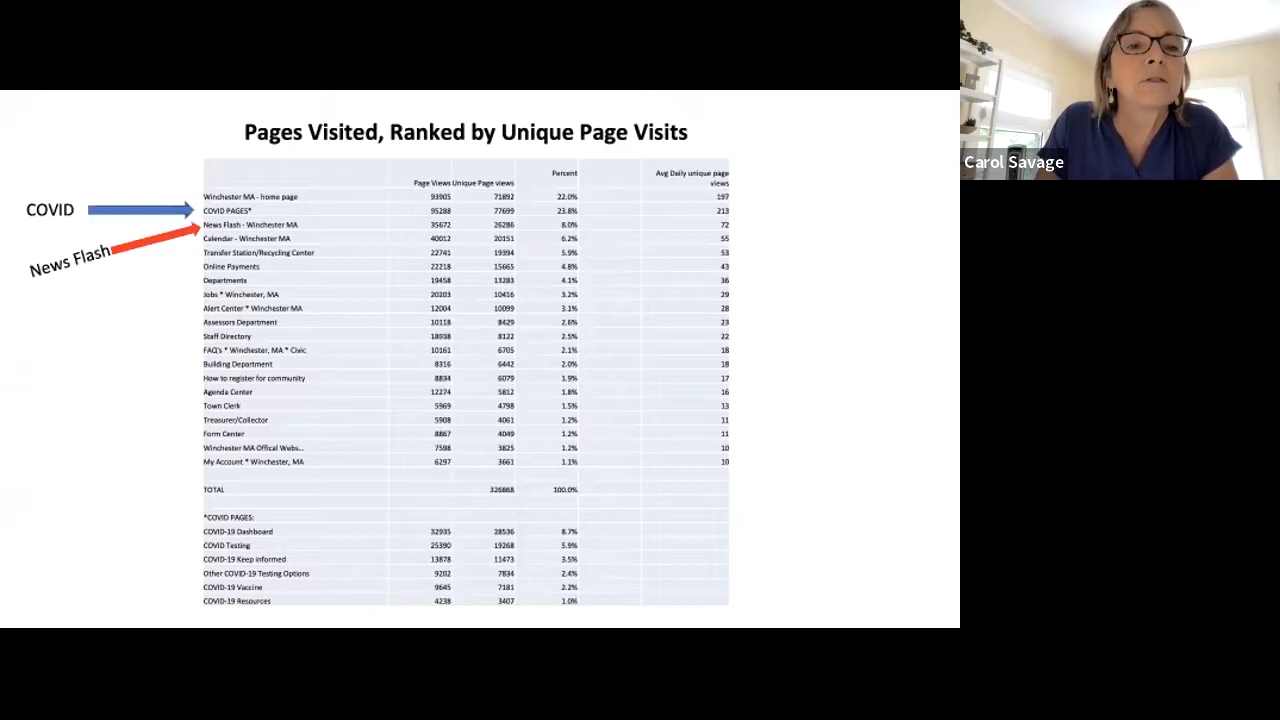 Pages Visited, Ranked by Unique Page Visits
Page Views Unique Page views Percent Avg Daily unique page views
Winchester MA - home page 93905 71892 22.0% 197
COVID PAGES* 95288 77699 23.8% 213
News Flash - Winchester MA 35672 26286 8.0% 72
Calendar - Winchester MA 40012 20151 6.2% 55
Transfer Station/Recycling Center 22741 19394 5.9% 53
Online Payments 22218 15665 4.8% 43
Departments 19458 13283 4.1% 36
Jobs * Winchester, MA 20203 10416 3.2% 29
Alert Center * Winchester MA 12004 10099 3.1% 28
Assessors Department 10118 8429 2.6% 23
Staff Directory 18938 8122 2.5% 22
FAQ's * Winchester, MA * Civic 10161 6705 2.1% 18
Building Department 8316 6442 2.0% 18
How to register for community 8834 6079 1.9% 17
Agenda Center 12274 5812 1.8% 16
Town Clerk 5969 4798 1.5% 13
Treasurer/Collector 5908 4061 1.2% 11
Form Center 8867 4049 1.2% 11
Winchester MA Offical Webs... 7598 3825 1.2% 10
My Account * Winchester, MA 6297 3661 1.1% 10
TOTAL 326868 100.0%
*COVID PAGES:
COVID-19 Dashboard 32935 28536 8.7%
COVID Testing 25390 19268 5.9%
COVID-19 Keep informed 13878 11473 3.5%
Other COVID-19 Testing Options 9202 7834 2.4%
COVID-19 Vaccine 9645 7181 2.2%
COVID-19 Resources 4238 3407 1.0%
COVID
News Flash
Carol Savage